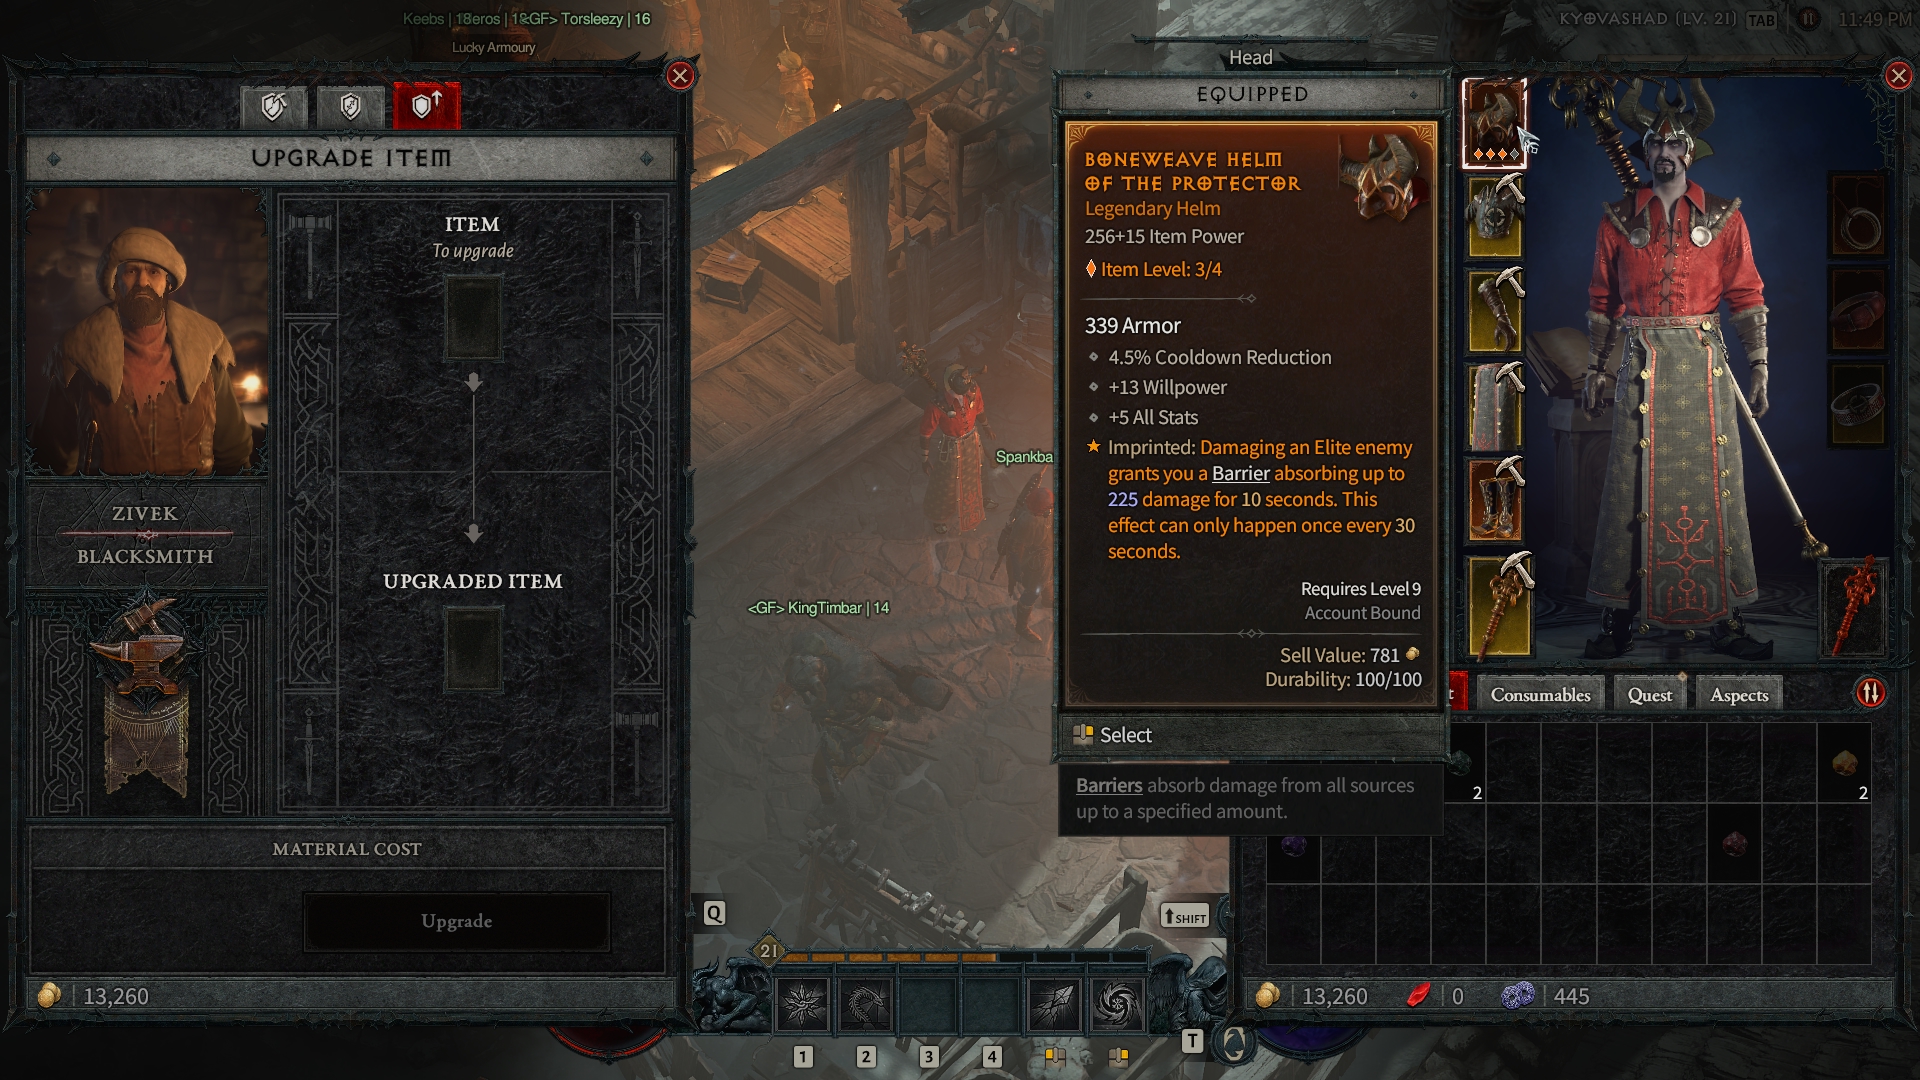 Keebs | 18eros | 18<GF> Torsleezy | 16
Lucky Armoury
KYOVASHAD (LV. 21) TAB
11:49 PM
UPGRADE ITEM
ITEM
To upgrade
UPGRADED ITEM
ZIVEK
BLACKSMITH
MATERIAL COST
Upgrade
13,260
Spankba
<GF> KingTimbar | 14
Head
EQUIPPED
BONEWEAVE HELM
OF THE PROTECTOR
Legendary Helm
256+15 Item Power
Item Level: 3/4
339 Armor
4.5% Cooldown Reduction
+13 Willpower
+5 All Stats
Imprinted: Damaging an Elite enemy
grants you a Barrier absorbing up to
225 damage for 10 seconds. This
effect can only happen once every 30
seconds.
Requires Level 9
Account Bound
Sell Value: 781
Durability: 100/100
Select
Barriers absorb damage from all sources
up to a specified amount.
t
Consumables
Quest
Aspects
2
2
13,260
0
445
Q
SHIFT
21
1
2
3
4
T